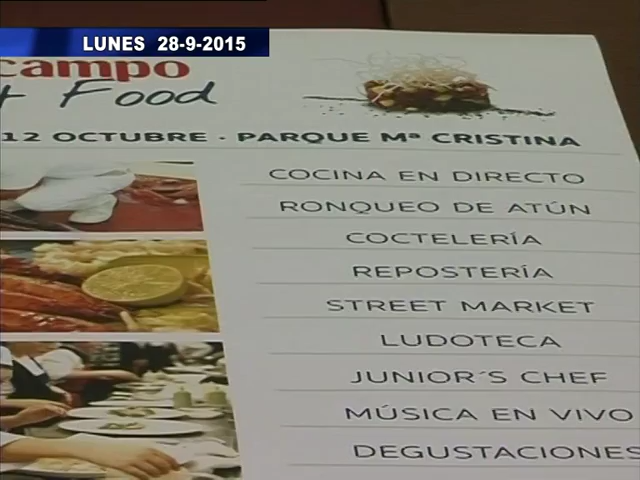 LUNES 28-9-2015
campo
Food
12 OCTUBRE · PARQUE Mª CRISTINA
COCINA EN DIRECTO
RONQUEO DE ATÚN
COCTELERÍA
REPOSTERÍA
STREET MARKET
LUDOTECA
JUNIOR´S CHEF
MÚSICA EN VIVO
DEGUSTACIONES